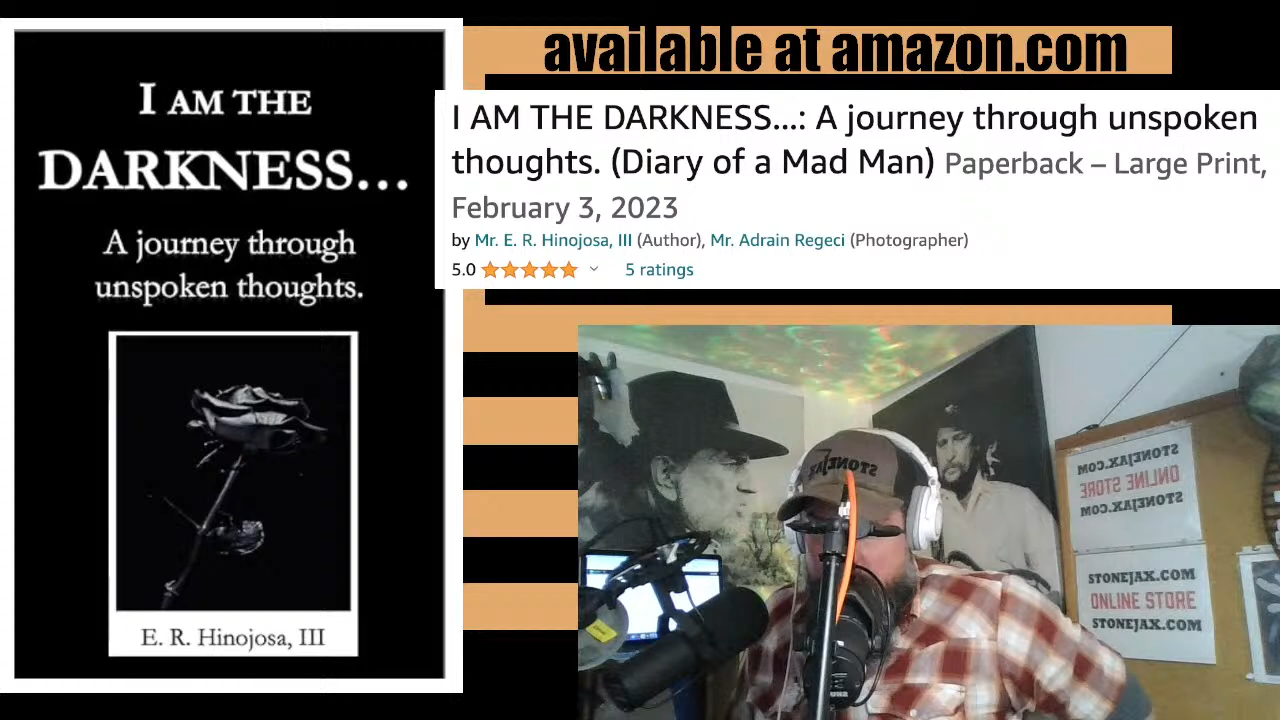 available at amazon.com
I AM THE
DARKNESS...
A journey through
unspoken thoughts.
E. R. Hinojosa, III
I AM THE DARKNESS...: A journey through unspoken
thoughts. (Diary of a Mad Man) Paperback – Large Print,
February 3, 2023
by Mr. E. R. Hinojosa, III (Author), Mr. Adrain Regeci (Photographer)
5.0
5 ratings
STONEJAX
STONEJAX.COM
ONLINE STORE
STONEJAX.COM
STONEJAX.COM
ONLINE STORE
STONEJAX.COM